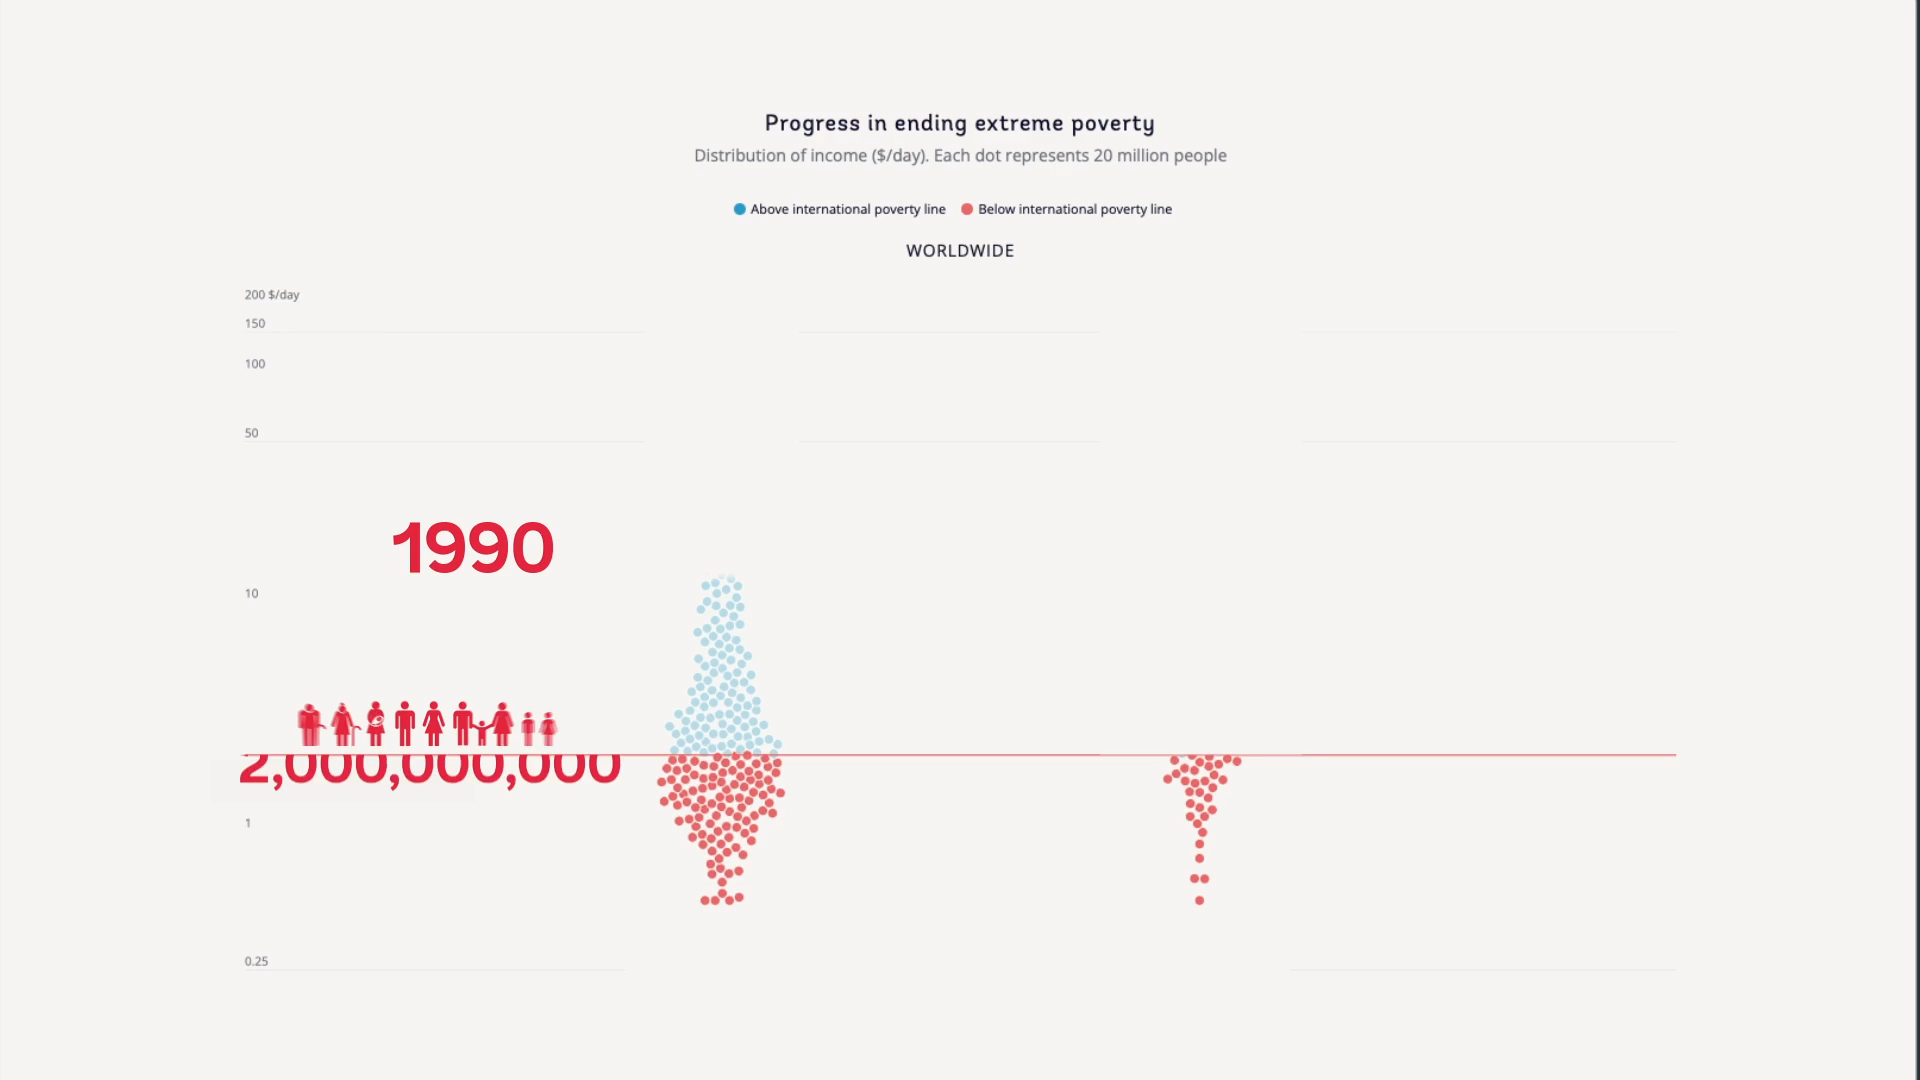 Progress in ending extreme poverty
Distribution of income ($/day). Each dot represents 20 million people
Above international poverty line Below international poverty line
WORLDWIDE
200 $/day
150
100
50
1990
10
2,000,000,000
1
0.25